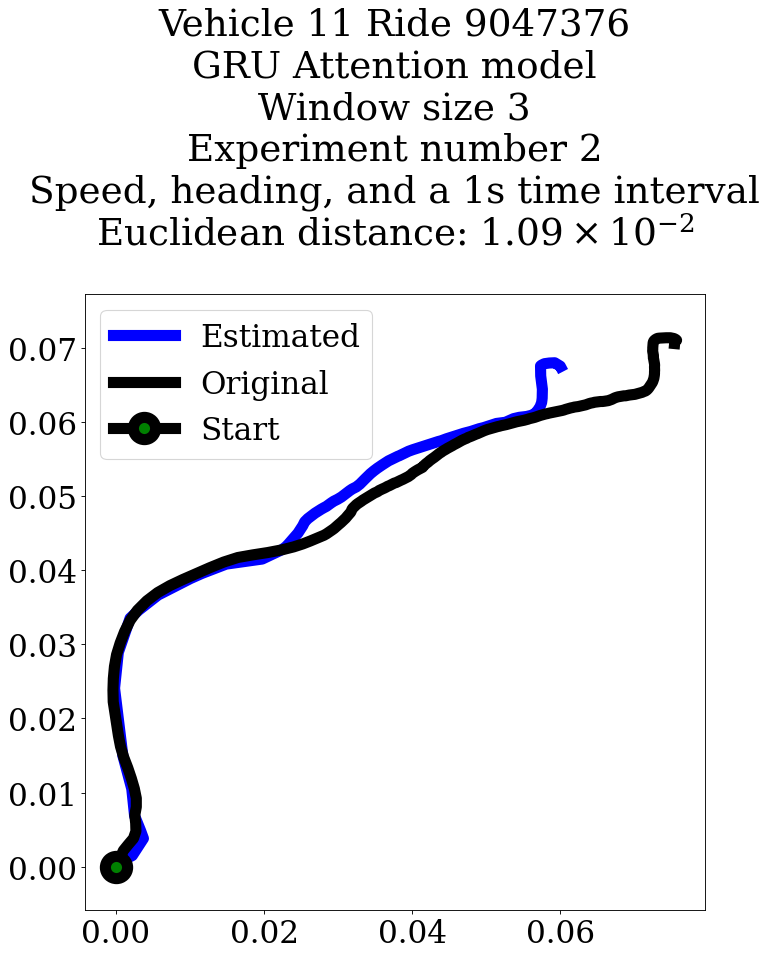 Vehicle 11 Ride 9047376
GRU Attention model
Window size 3
Experiment number 2
Speed, heading, and a 1s time interval
Euclidean distance: 1.09 × 10⁻²
Estimated
Original
Start
0.07
0.06
0.05
0.04
0.03
0.02
0.01
0.00
0.00 0.02 0.04 0.06